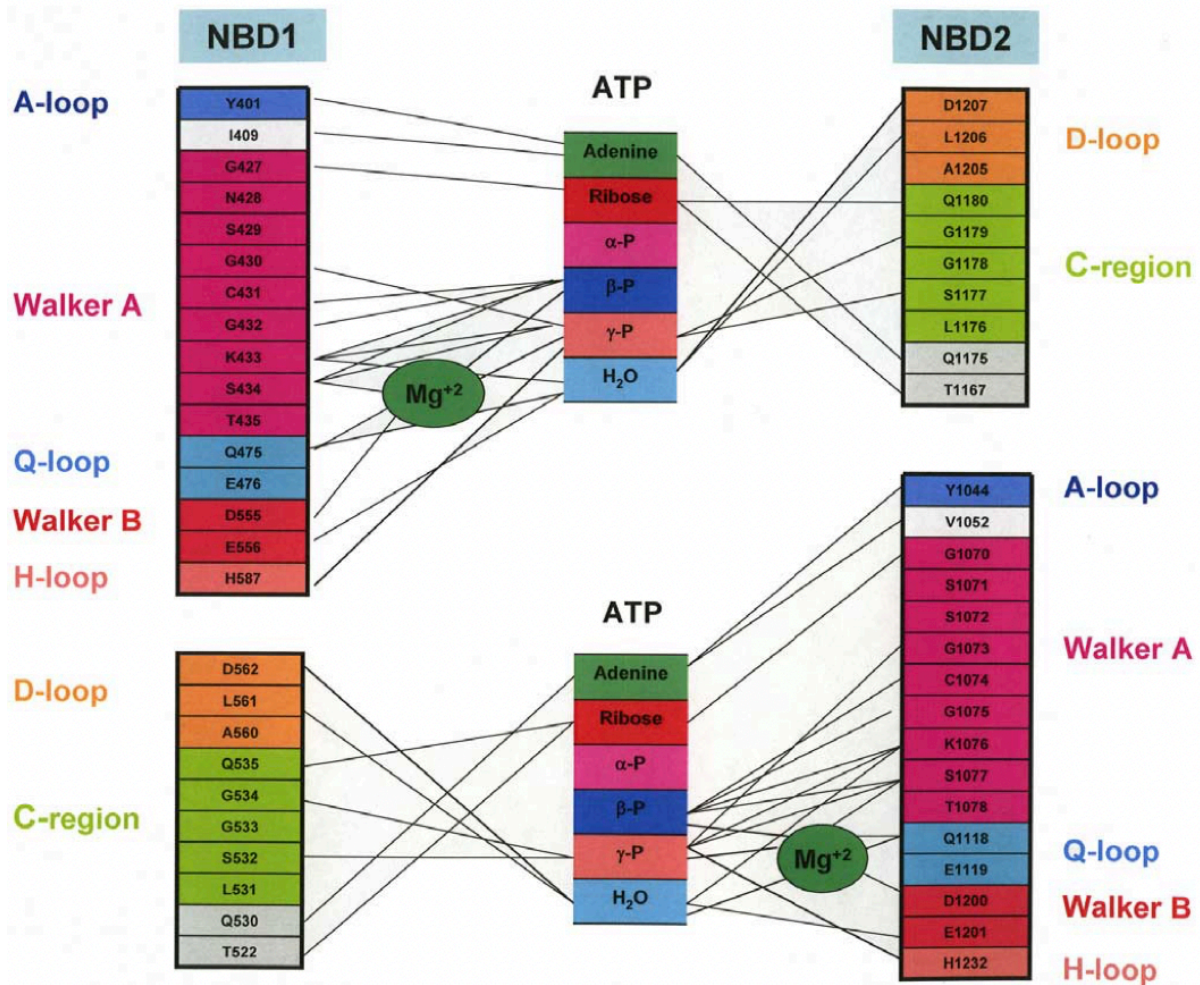 NBD1
NBD2
ATP
A-loop
Y401
I409
G427
N428
S429
G430
Walker A
C431
G432
K433
S434
T435
Q-loop
Q475
E476
Walker B
D555
E556
H-loop
H587
Adenine
Ribose
α-P
β-P
γ-P
H₂O
Mg⁺²
D1207
L1206
D-loop
A1205
Q1180
G1179
C-region
G1178
S1177
L1176
Q1175
T1167
D562
D-loop
L561
A560
Q535
G534
C-region
G533
S532
L531
Q530
T522
ATP
Adenine
Ribose
α-P
β-P
γ-P
H₂O
Mg⁺²
Y1044
A-loop
V1052
G1070
S1071
S1072
G1073
Walker A
C1074
G1075
K1076
S1077
T1078
Q1118
Q-loop
E1119
D1200
Walker B
E1201
H1232
H-loop